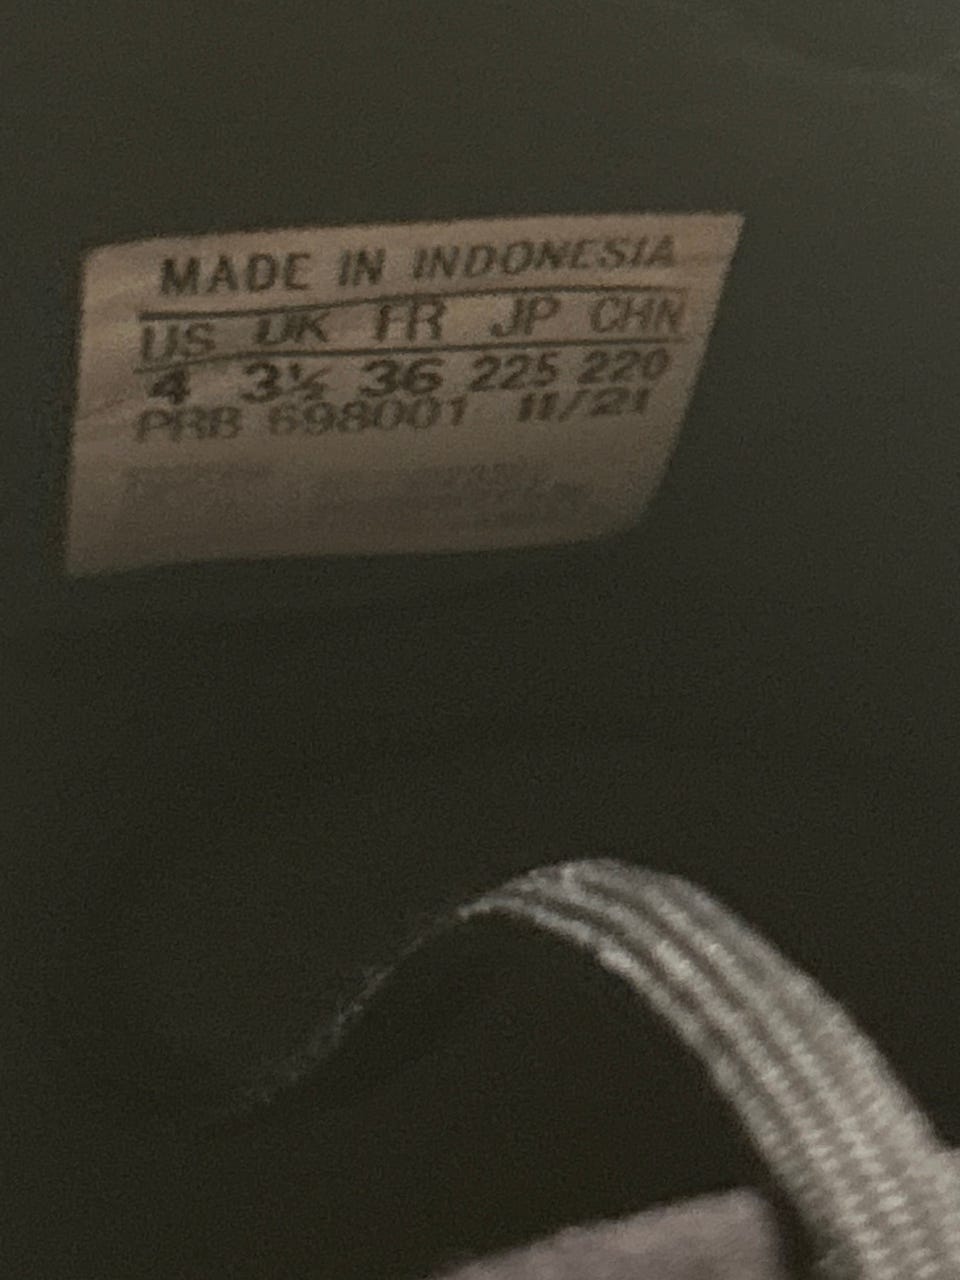 MADE IN INDONESIA
US UK FR JP CHN
4 3½ 36 225 220
PRB 698001 11/21